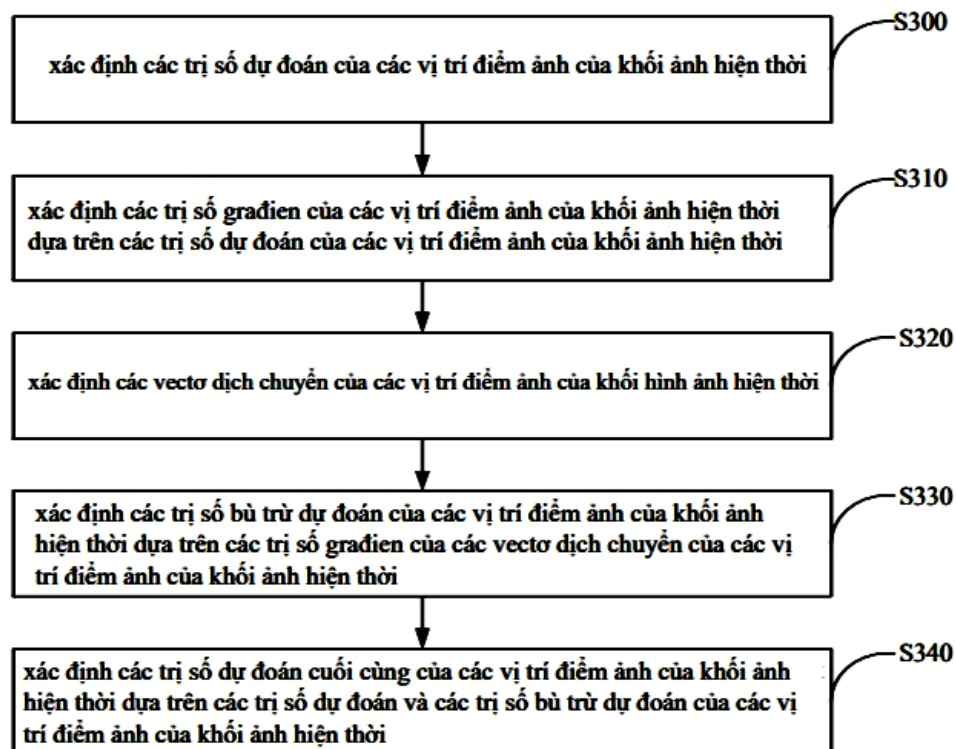 S300
xác định các trị số dự đoán của các vị trí điểm ảnh của khối ảnh hiện thời
S310
xác định các trị số građien của các vị trí điểm ảnh của khối ảnh hiện thời
dựa trên các trị số dự đoán của các vị trí điểm ảnh của khối ảnh hiện thời
S320
xác định các vectơ dịch chuyển của các vị trí điểm ảnh của khối hình ảnh hiện thời
S330
xác định các trị số bù trừ dự đoán của các vị trí điểm ảnh của khối ảnh
hiện thời dựa trên các trị số građien của các vectơ dịch chuyển của các vị
trí điểm ảnh của khối ảnh hiện thời
S340
xác định các trị số dự đoán cuối cùng của các vị trí điểm ảnh của khối ảnh
hiện thời dựa trên các trị số dự đoán và các trị số bù trừ dự đoán của các vị
trí điểm ảnh của khối ảnh hiện thời